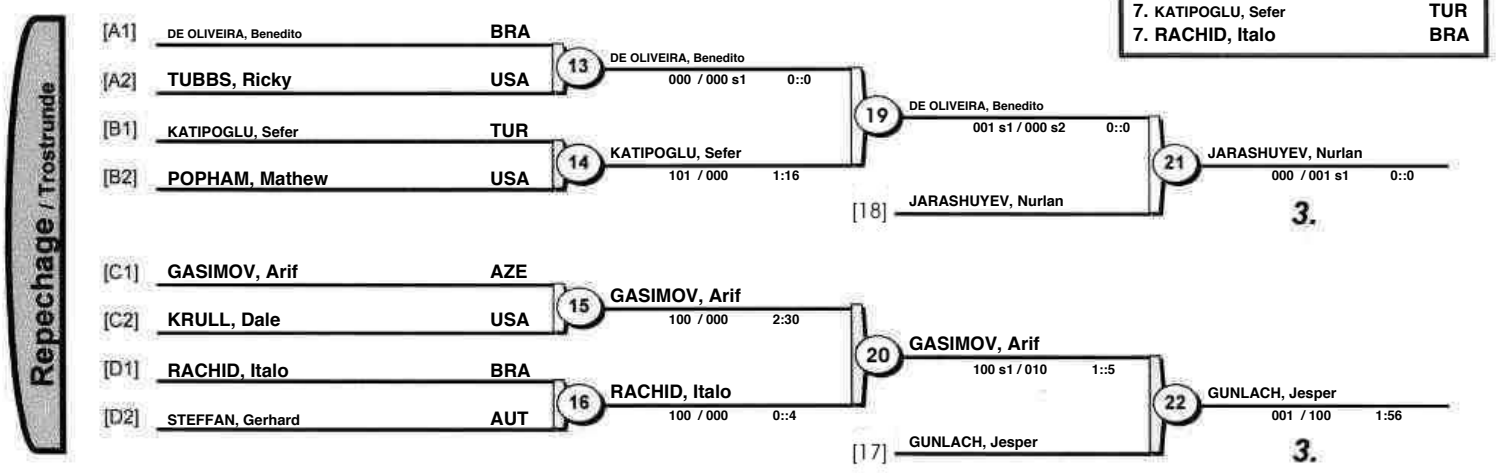 7. KATIPOGLU, Sefer TUR
7. RACHID, Italo BRA
Repechage / Trostrunde
[A1] DE OLIVEIRA, Benedito BRA
[A2] TUBBS, Ricky USA
13 DE OLIVEIRA, Benedito
000 / 000 s1 0::0
[B1] KATIPOGLU, Sefer TUR
[B2] POPHAM, Mathew USA
14 KATIPOGLU, Sefer
101 / 000 1:16
19 DE OLIVEIRA, Benedito
001 s1 / 000 s2 0::0
[18] JARASHUYEV, Nurlan
21 JARASHUYEV, Nurlan
000 / 001 s1 0::0
3.
[C1] GASIMOV, Arif AZE
[C2] KRULL, Dale USA
15 GASIMOV, Arif
100 / 000 2:30
[D1] RACHID, Italo BRA
[D2] STEFFAN, Gerhard AUT
16 RACHID, Italo
100 / 000 0::4
20 GASIMOV, Arif
100 s1 / 010 1::5
[17] GUNLACH, Jesper
22 GUNLACH, Jesper
001 / 100 1:56
3.